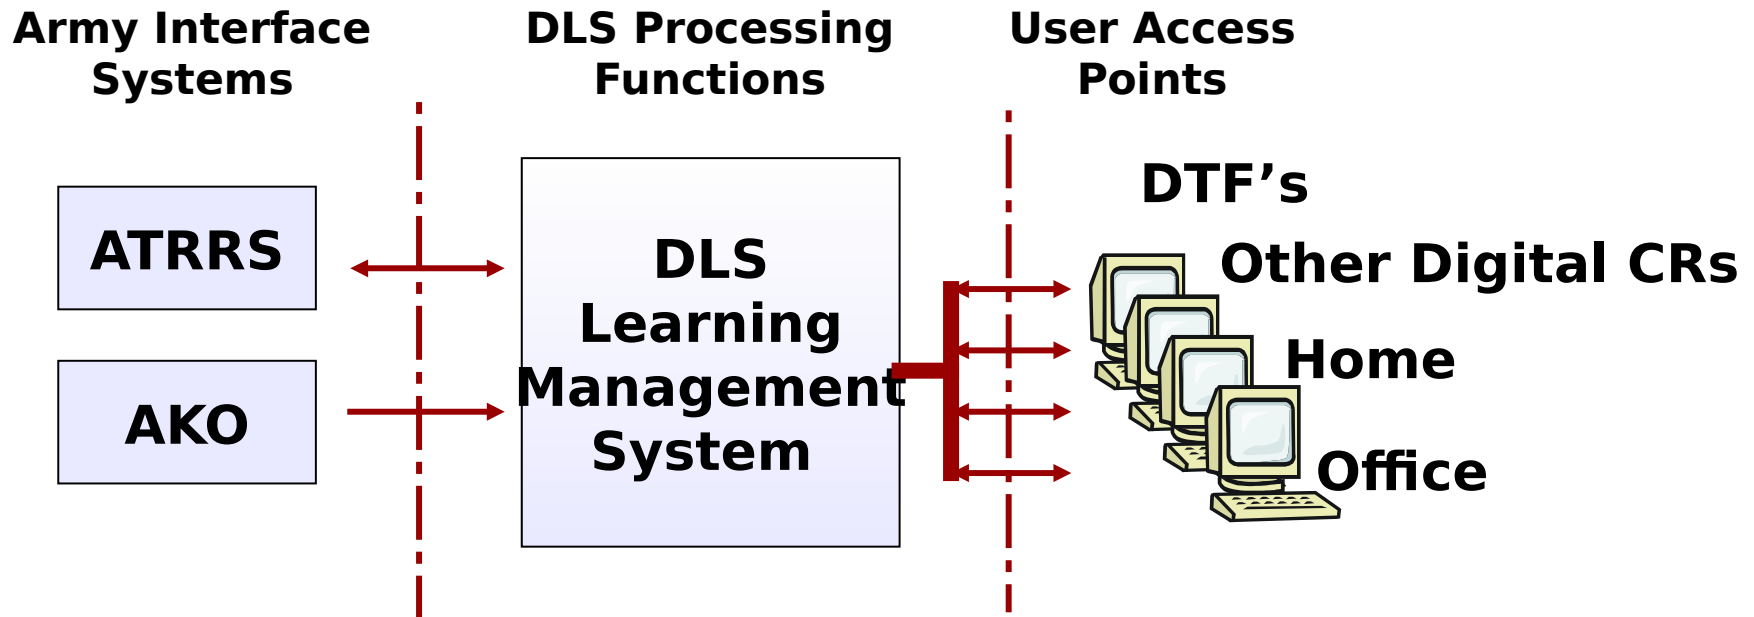 Army Interface
Systems
DLS Processing
Functions
User Access
Points
ATRRS
AKO
DLS
Learning
Management
System
DTF’s
Other Digital CRs
Home
Office